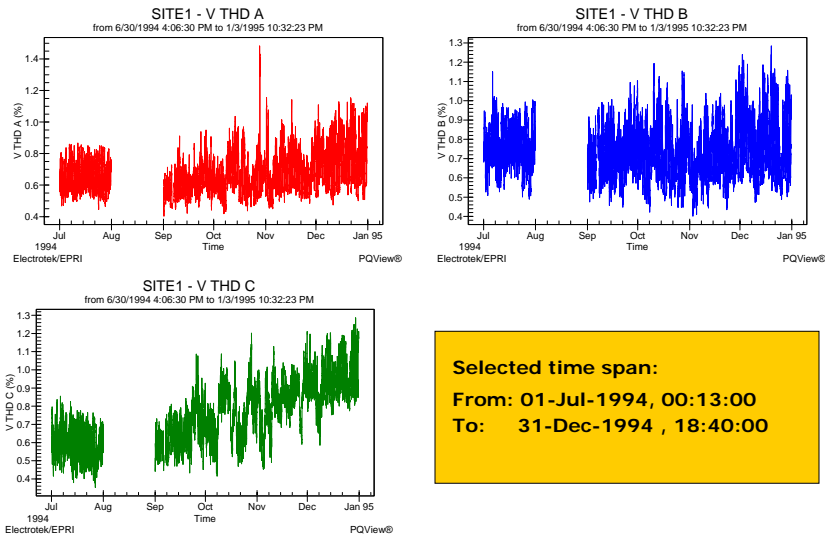 SITE1 - V THD A
from 6/30/1994 4:06:30 PM to 1/3/1995 10:32:23 PM
V THD A (%)
1.4
1.2
1.0
0.8
0.6
0.4
Jul Aug Sep Oct Nov Dec Jan 95
1994 Time
Electrotek/EPRI PQView®
SITE1 - V THD B
from 6/30/1994 4:06:30 PM to 1/3/1995 10:32:23 PM
V THD B (%)
1.3
1.2
1.1
1.0
0.9
0.8
0.7
0.6
0.5
0.4
Jul Aug Sep Oct Nov Dec Jan 95
1994 Time
Electrotek/EPRI PQView®
SITE1 - V THD C
from 6/30/1994 4:06:30 PM to 1/3/1995 10:32:23 PM
V THD C (%)
1.3
1.2
1.1
1.0
0.9
0.8
0.7
0.6
0.5
0.4
Jul Aug Sep Oct Nov Dec Jan 95
1994 Time
Electrotek/EPRI PQView®
Selected time span:
From: 01-Jul-1994, 00:13:00
To: 31-Dec-1994 , 18:40:00